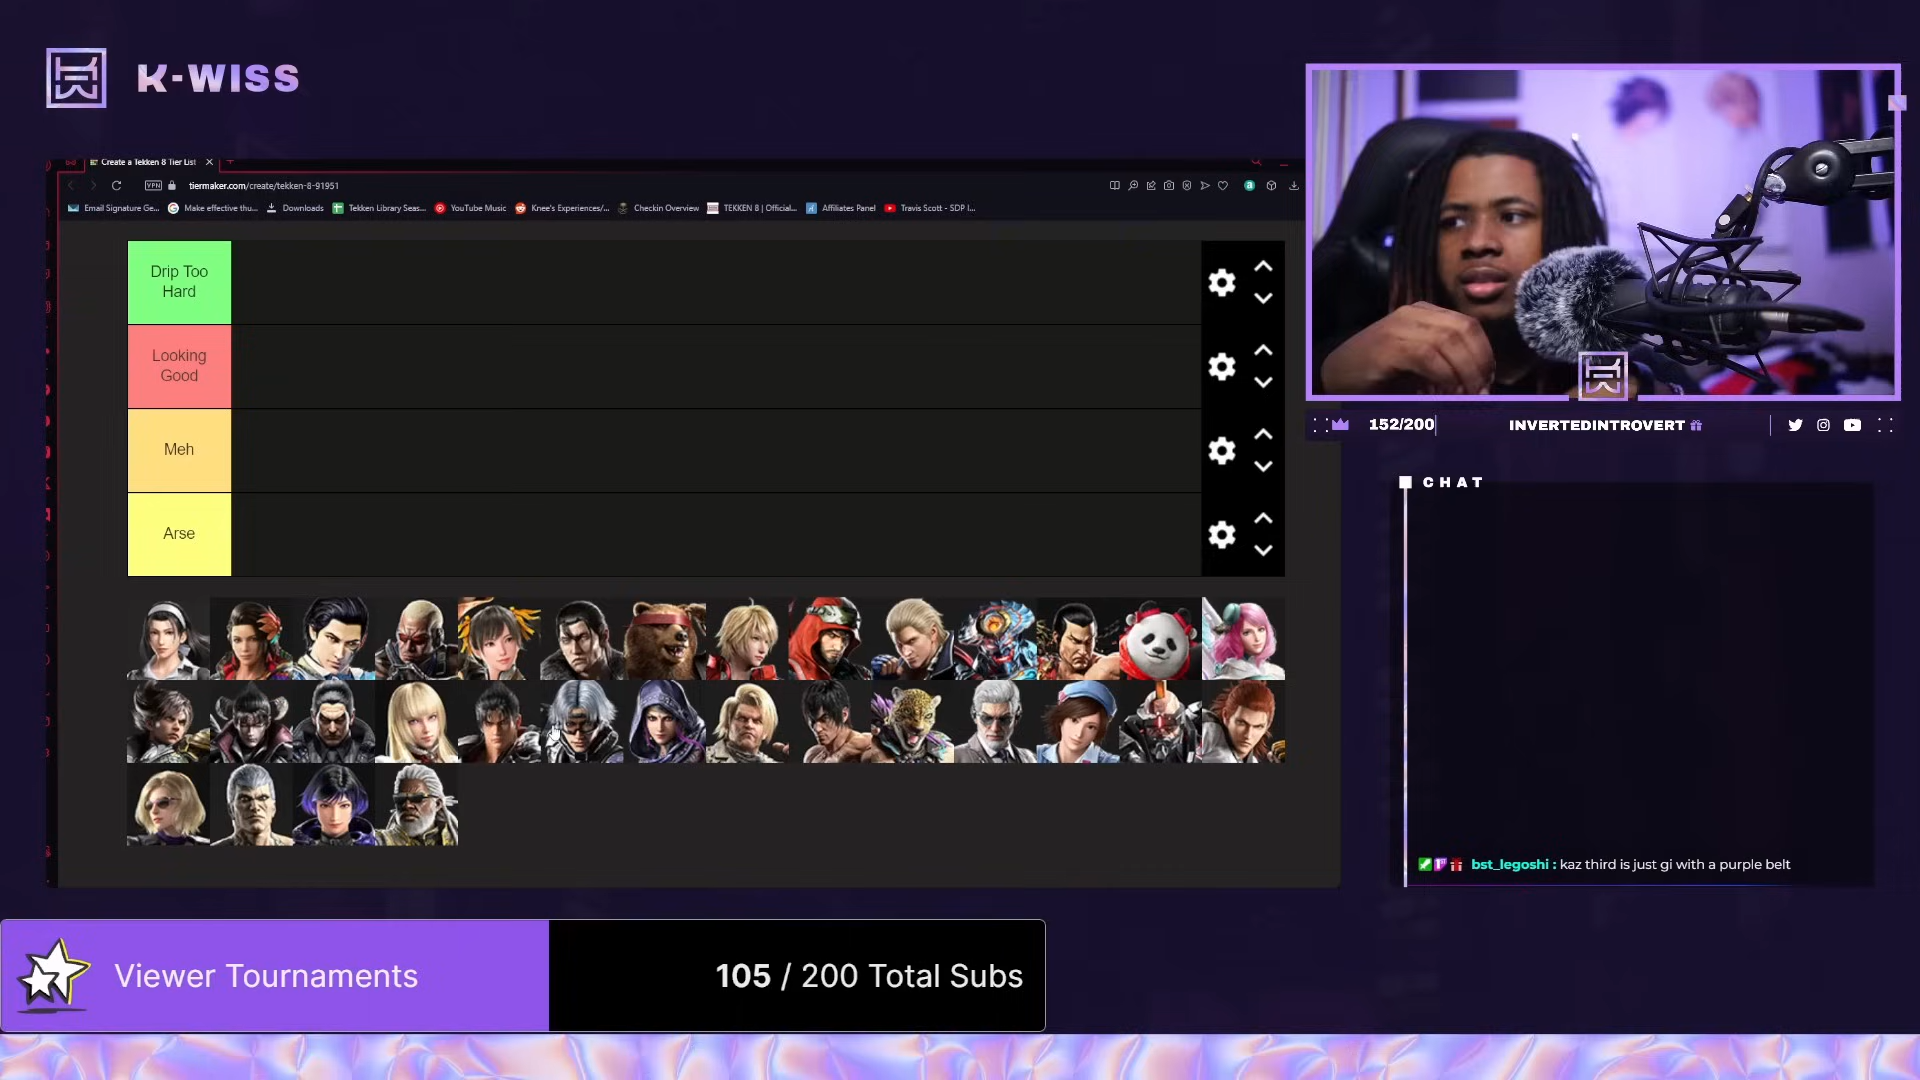 K-WISS
Create a Tekken 8 Tier List
VPN
tiermaker.com/create/tekken-8-91951
Email Signature Ge...
Make effective thu...
Downloads
Tekken Library Seas...
YouTube Music
Knee's Experiences/...
Checkin Overview
TEKKEN 8 | Official...
Affiliates Panel
Travis Scott - SDP I...
Drip Too
Hard
Looking
Good
Meh
Arse
152/200
INVERTEDINTROVERT
CHAT
bst_legoshi : kaz third is just gi with a purple belt
Viewer Tournaments
105 / 200 Total Subs